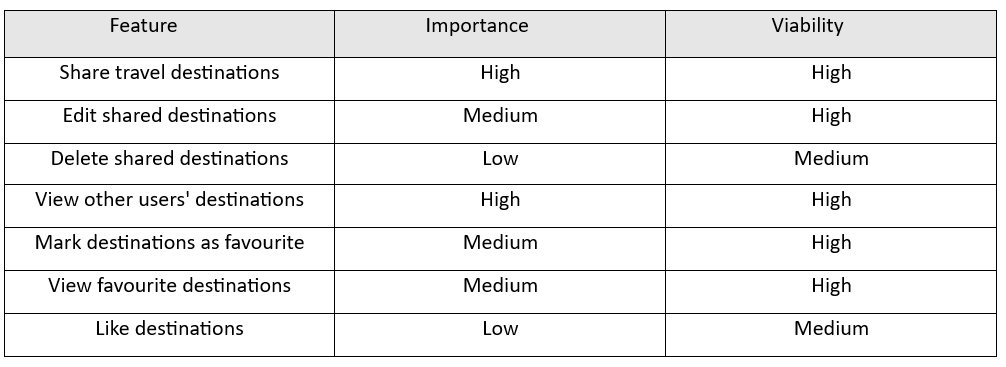 Feature Importance Viability
Share travel destinations High High
Edit shared destinations Medium High
Delete shared destinations Low Medium
View other users' destinations High High
Mark destinations as favourite Medium High
View favourite destinations Medium High
Like destinations Low Medium